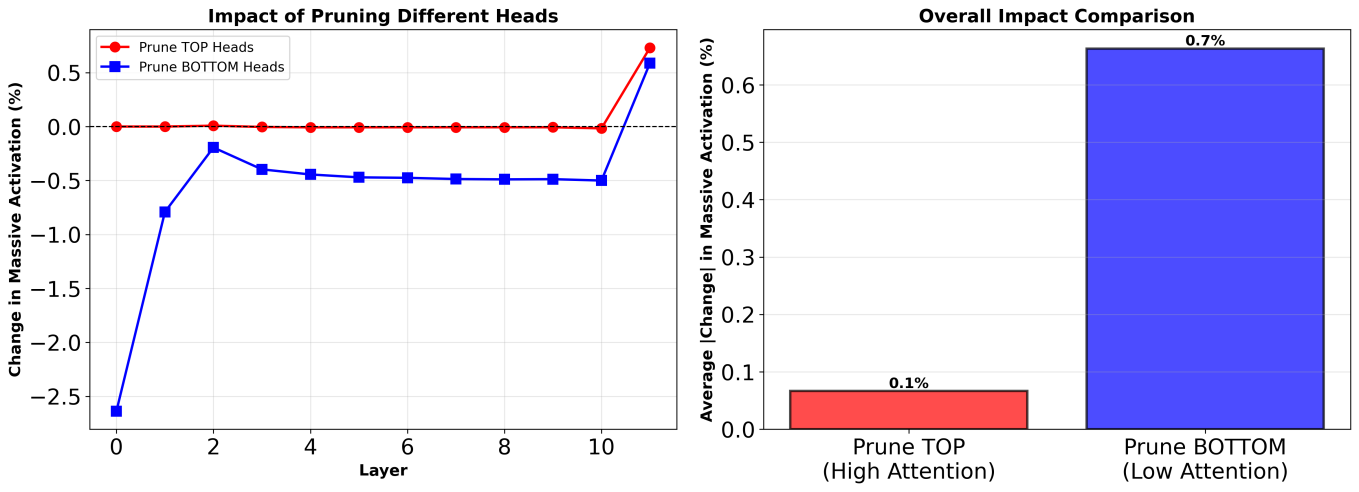 Impact of Pruning Different Heads
Prune TOP Heads
Prune BOTTOM Heads
Change in Massive Activation (%)
0.5
0.0
−0.5
−1.0
−1.5
−2.0
−2.5
0 2 4 6 8 10
Layer
Overall Impact Comparison
Average |Change| in Massive Activation (%)
0.6
0.5
0.4
0.3
0.2
0.1
0.0
0.1%
0.7%
Prune TOP
(High Attention)
Prune BOTTOM
(Low Attention)